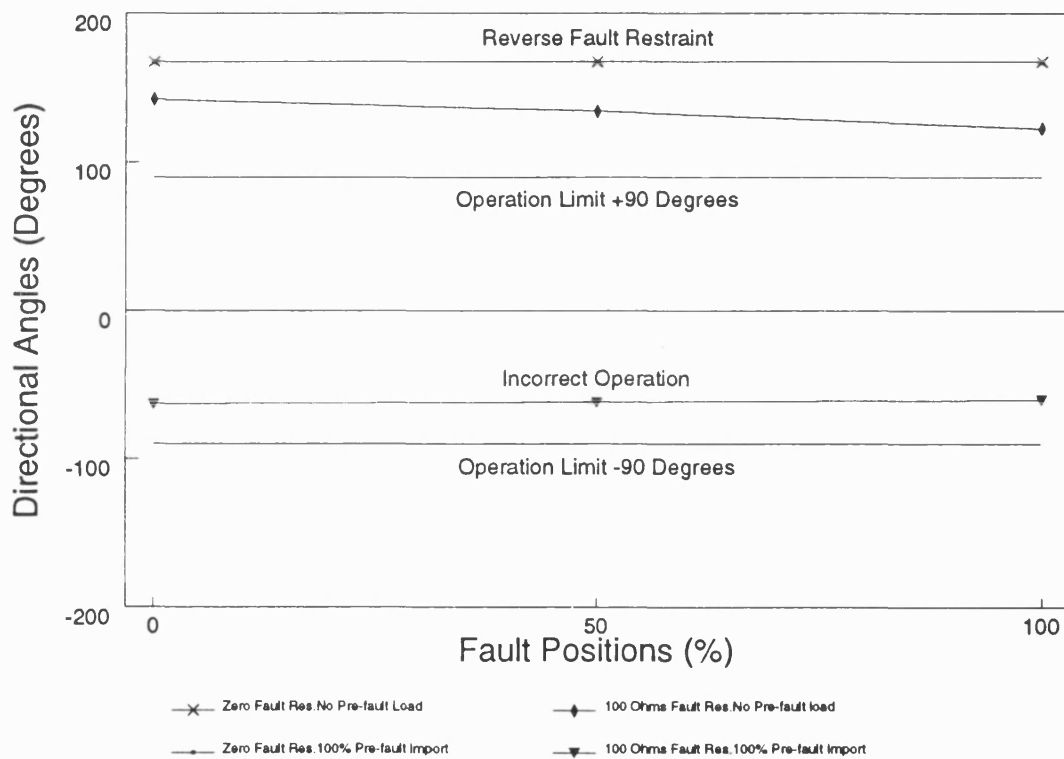 200
Reverse Fault Restraint
100
Operation Limit +90 Degrees
Directional Angles (Degrees)
0
Incorrect Operation
-100
Operation Limit -90 Degrees
-200
0
50
100
Fault Positions (%)
Zero Fault Res.No Pre-fault Load
100 Ohms Fault Res.No Pre-fault load
Zero Fault Res.100% Pre-fault Import
100 Ohms Fault Res.100% Pre-fault Import